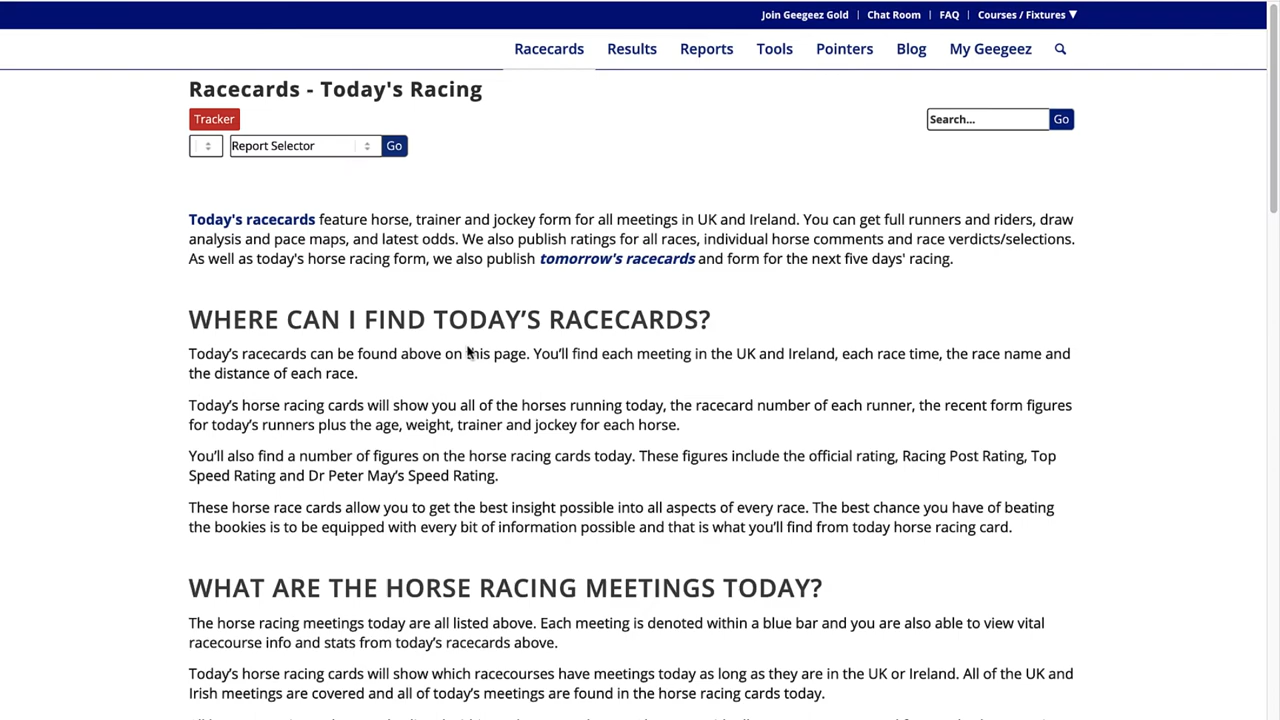 Join Geegeez Gold | Chat Room | FAQ | Courses / Fixtures ▼
Racecards Results Reports Tools Pointers Blog My Geegeez
Racecards - Today's Racing
Tracker
Search... Go
Report Selector Go
Today's racecards feature horse, trainer and jockey form for all meetings in UK and Ireland. You can get full runners and riders, draw
analysis and pace maps, and latest odds. We also publish ratings for all races, individual horse comments and race verdicts/selections.
As well as today's horse racing form, we also publish tomorrow's racecards and form for the next five days' racing.
WHERE CAN I FIND TODAY’S RACECARDS?
Today’s racecards can be found above on this page. You’ll find each meeting in the UK and Ireland, each race time, the race name and
the distance of each race.
Today’s horse racing cards will show you all of the horses running today, the racecard number of each runner, the recent form figures
for today’s runners plus the age, weight, trainer and jockey for each horse.
You’ll also find a number of figures on the horse racing cards today. These figures include the official rating, Racing Post Rating, Top
Speed Rating and Dr Peter May’s Speed Rating.
These horse race cards allow you to get the best insight possible into all aspects of every race. The best chance you have of beating
the bookies is to be equipped with every bit of information possible and that is what you’ll find from today horse racing card.
WHAT ARE THE HORSE RACING MEETINGS TODAY?
The horse racing meetings today are all listed above. Each meeting is denoted within a blue bar and you are also able to view vital
racecourse info and stats from today’s racecards above.
Today’s horse racing cards will show which racecourses have meetings today as long as they are in the UK or Ireland. All of the UK and
Irish meetings are covered and all of today’s meetings are found in the horse racing cards today.